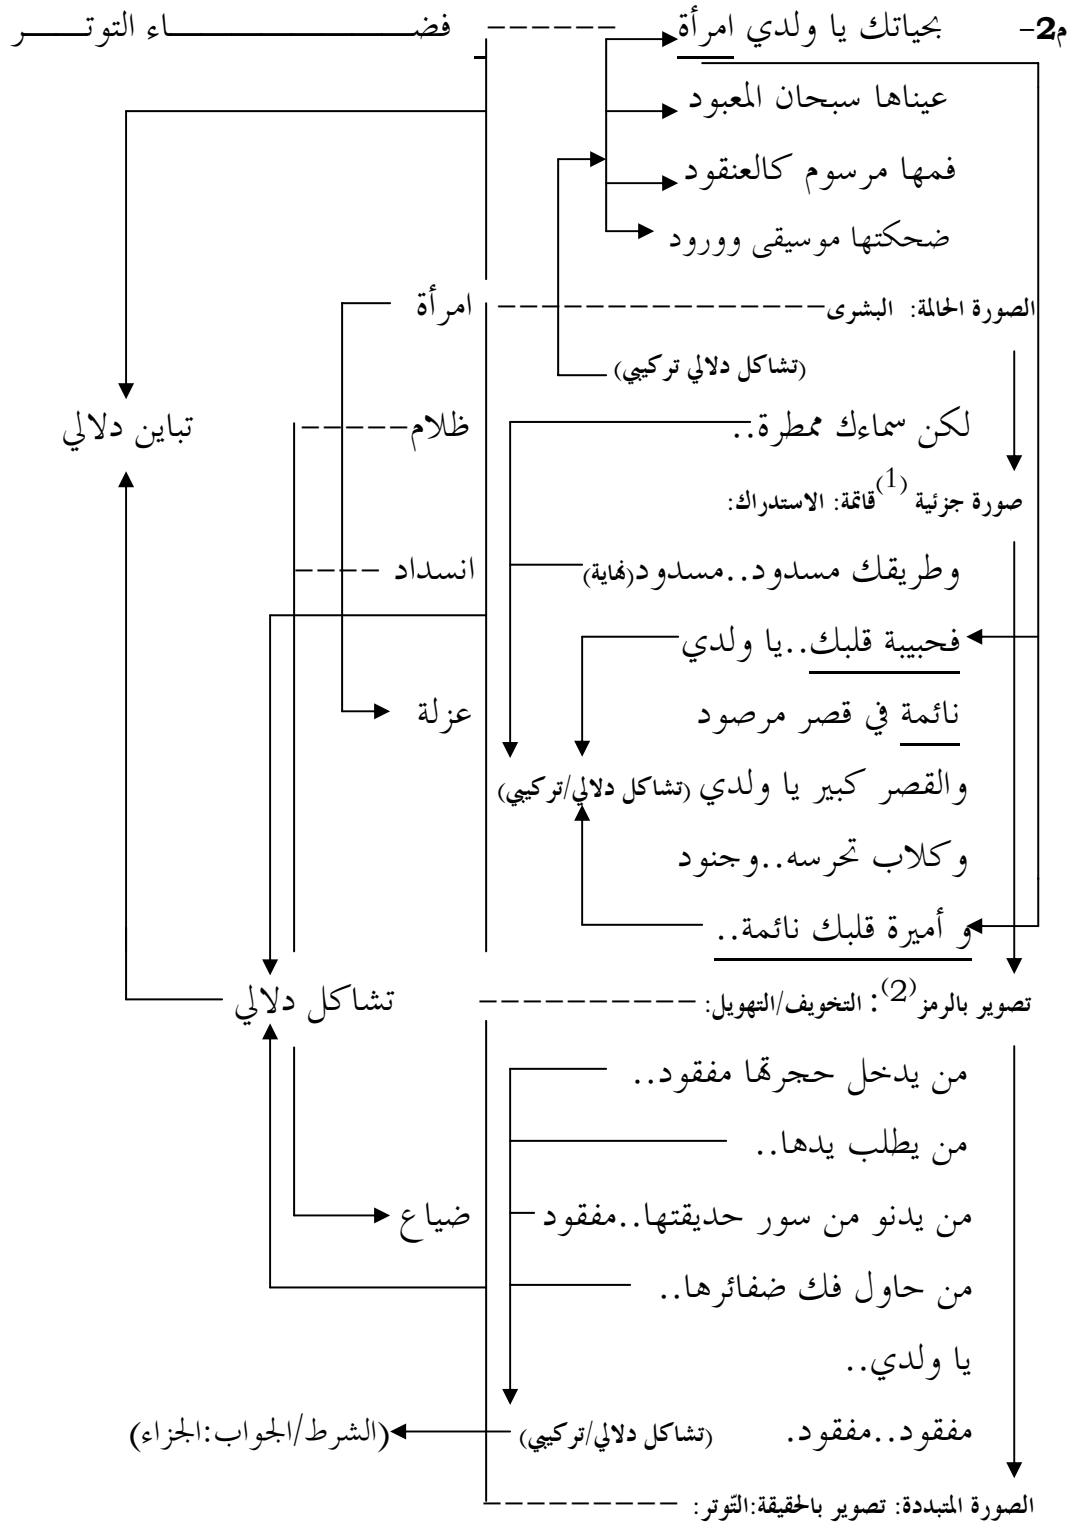 م2- بحياتك يا ولدي امرأة ------ فضـــــــــاء التوتـــــر
عيناها سبحان المعبود
فمها مرسوم كالعنقود
ضحكتها موسيقى وورود
الصورة الحالمة: البشرى --------------- امرأة
(تشاكل دلالي تركيبي)
لكن سماءك ممطرة.. ظلام ----- تباين دلالي
صورة جزئية (1) قاتمة: الاستدراك:
وطريقك مسدود..مسدود (نهاية) انسداد ----
فحبيبة قلبك..يا ولدي
نائمة في قصر مرصود عزلة
والقصر كبير يا ولدي (تشاكل دلالي/تركيبي)
وكلاب تحرسه..وجنود
و أميرة قلبك نائمة..
تصوير بالرمز (2): التخويف/التهويل: ----------- تشاكل دلالي
من يدخل حجرتها مفقود..
من يطلب يدها..
من يدنو من سور حديقتها..مفقود ضياع
من حاول فك ضفائرها..
يا ولدي..
مفقود..مفقود. (تشاكل دلالي/تركيبي) (الشرط/الجواب:الجزاء)
الصورة المتبددة: تصوير بالحقيقة:التّوتر: ----------